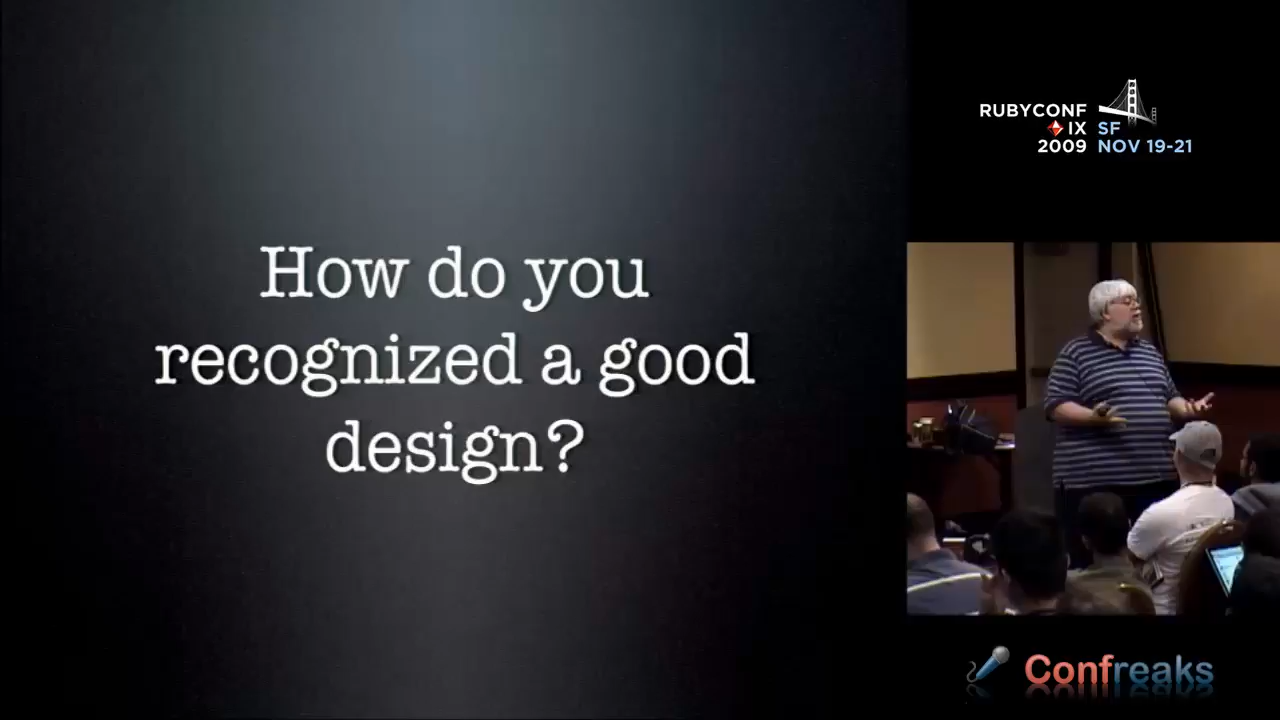 How do you
recognized a good
design?
RUBYCONF
IX SF
2009 NOV 19-21
Confreaks